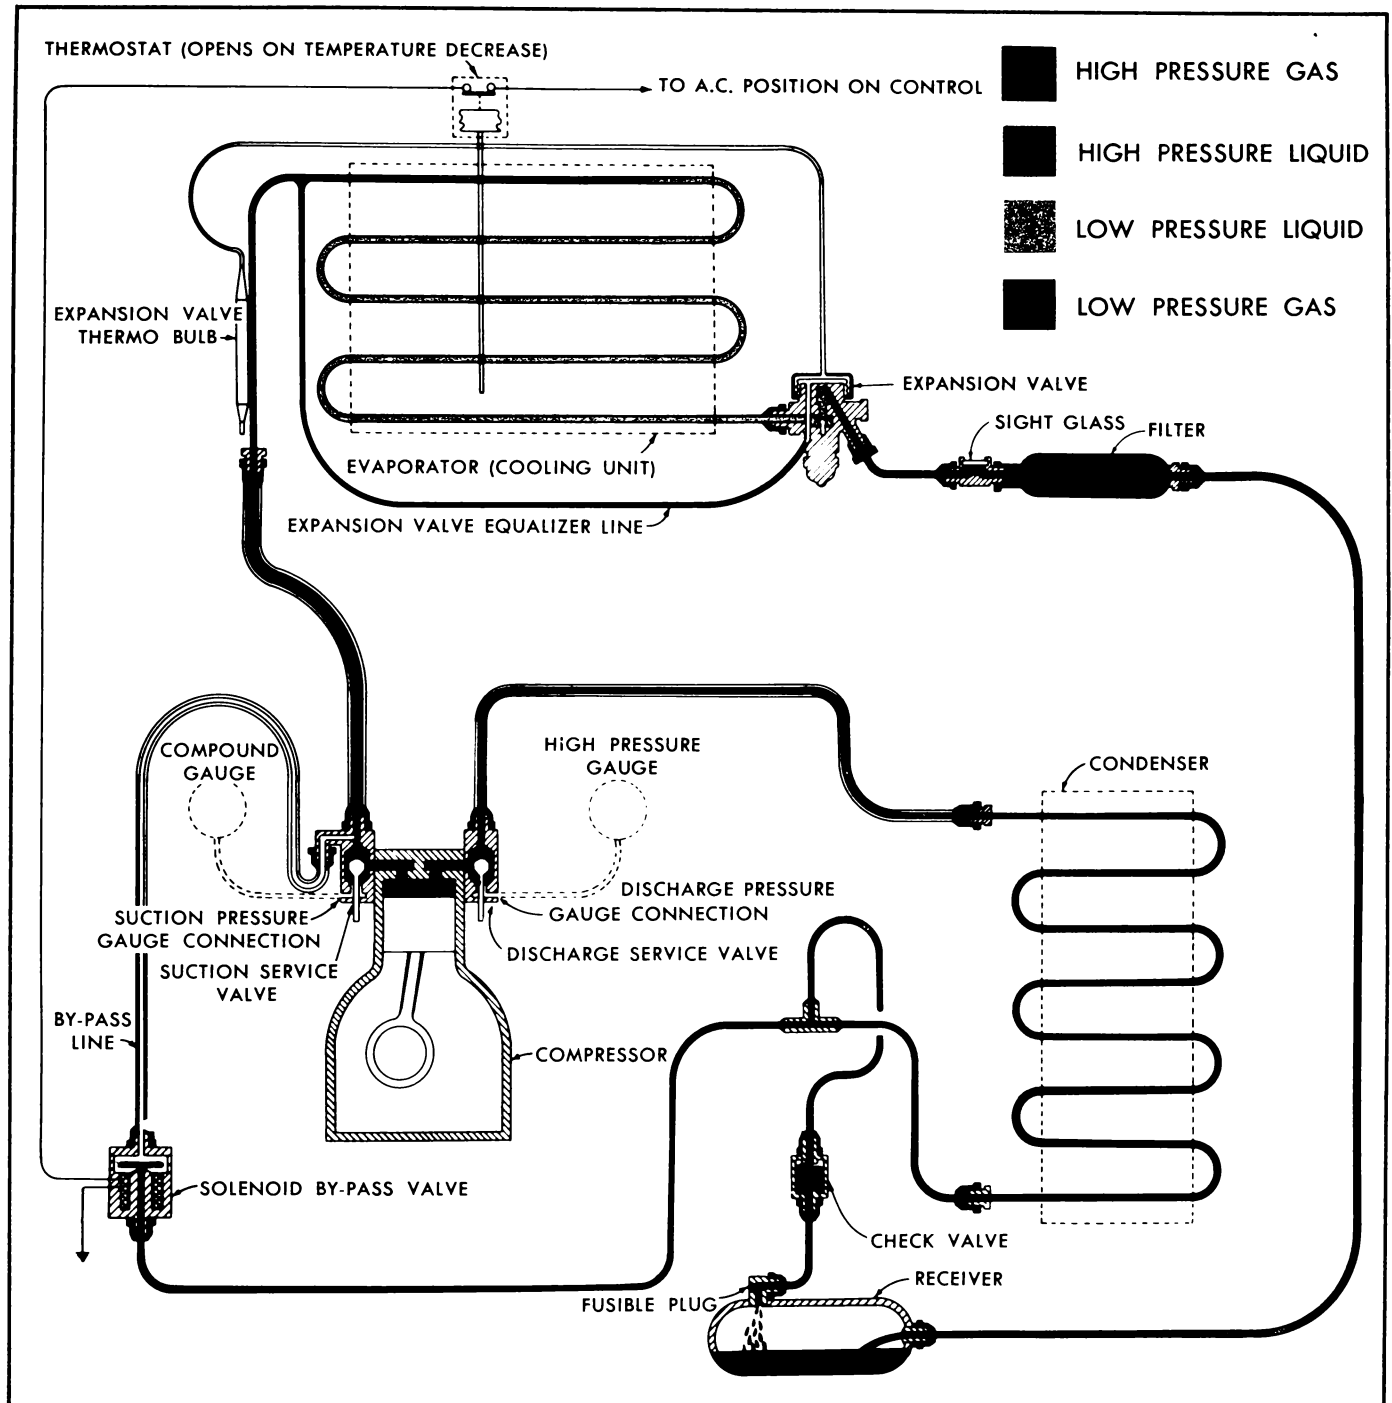 THERMOSTAT (OPENS ON TEMPERATURE DECREASE)
TO A.C. POSITION ON CONTROL
HIGH PRESSURE GAS
HIGH PRESSURE LIQUID
LOW PRESSURE LIQUID
LOW PRESSURE GAS
EXPANSION VALVE
THERMO BULB
EXPANSION VALVE
SIGHT GLASS
FILTER
EVAPORATOR (COOLING UNIT)
EXPANSION VALVE EQUALIZER LINE
COMPOUND
GAUGE
HIGH PRESSURE
GAUGE
CONDENSER
SUCTION PRESSURE
GAUGE CONNECTION
DISCHARGE PRESSURE
GAUGE CONNECTION
SUCTION SERVICE
VALVE
DISCHARGE SERVICE VALVE
BY-PASS
LINE
COMPRESSOR
SOLENOID BY-PASS VALVE
CHECK VALVE
RECEIVER
FUSIBLE PLUG